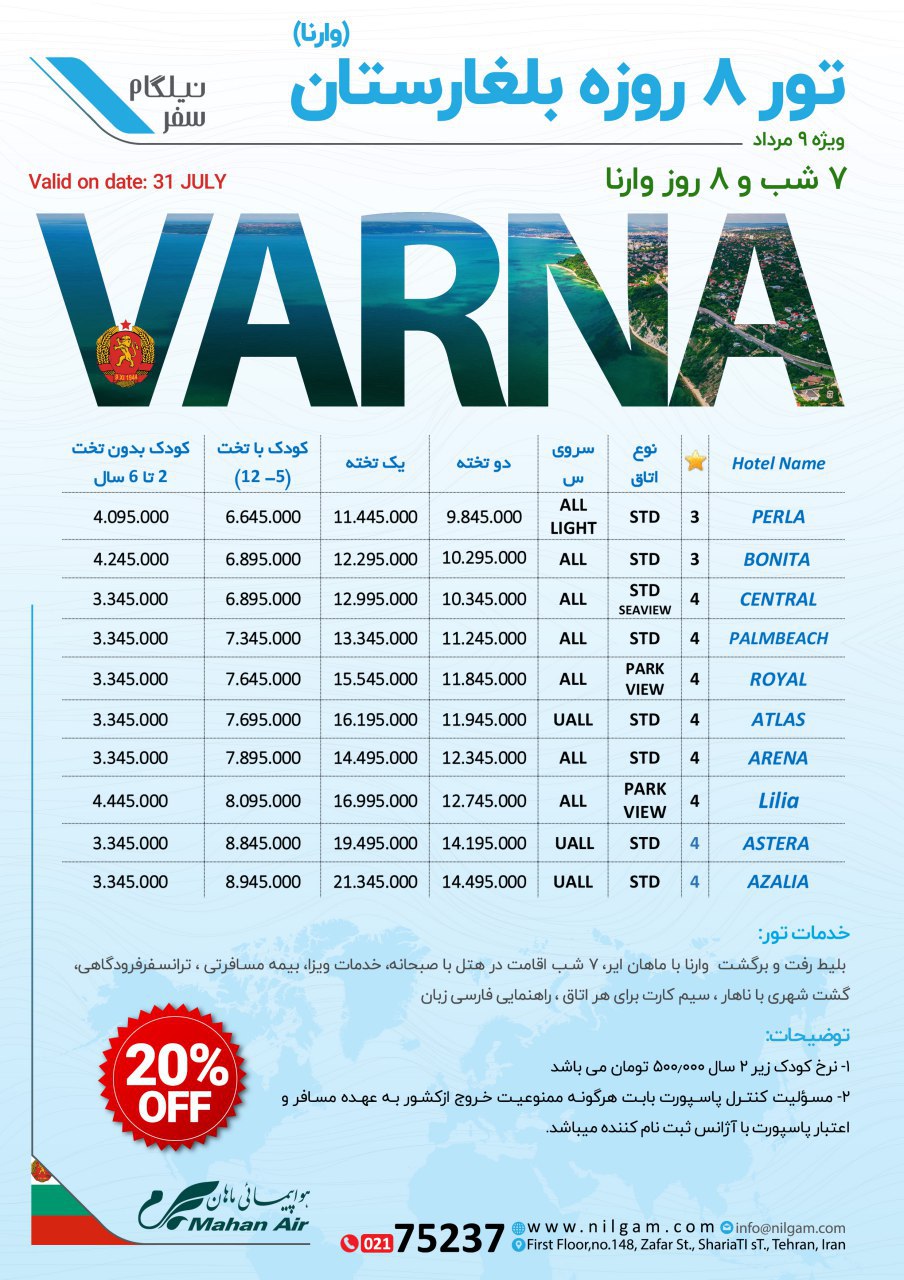 (وارنا)
تور ۸ روزه بلغارستان
نیلگام
سفر
ویژه ۹ مرداد
۷ شب و ۸ روز وارنا
Valid on date: 31 JULY
VARNA
9 XI 1944
Hotel Name نوع اتاق سروی س دو تخته یک تخته کودک با تخت (5– 12) کودک بدون تخت 2 تا 6 سال
PERLA 3 STD ALL LIGHT 9.845.000 11.445.000 6.645.000 4.095.000
BONITA 3 STD ALL 10.295.000 12.295.000 6.895.000 4.245.000
CENTRAL 4 STD SEAVIEW ALL 10.345.000 12.995.000 6.895.000 3.345.000
PALMBEACH 4 STD ALL 11.245.000 13.345.000 7.345.000 3.345.000
ROYAL 4 PARK VIEW ALL 11.845.000 15.545.000 7.645.000 3.345.000
ATLAS 4 STD UALL 11.945.000 16.195.000 7.695.000 3.345.000
ARENA 4 STD ALL 12.345.000 14.495.000 7.895.000 3.345.000
Lilia 4 PARK VIEW ALL 12.745.000 16.995.000 8.095.000 4.445.000
ASTERA 4 STD UALL 14.195.000 19.495.000 8.845.000 3.345.000
AZALIA 4 STD UALL 14.495.000 21.345.000 8.945.000 3.345.000
خدمات تور:
بلیط رفت و برگشت وارنا با ماهان ایر، ۷ شب اقامت در هتل با صبحانه، خدمات ویزا، بیمه مسافرتی ، ترانسفرفرودگاهی،
گشت شهری با ناهار ، سیم کارت برای هر اتاق ، راهنمایی فارسی زبان
توضیحات:
۱- نرخ کودک زیر ۲ سال ۵۰۰٫۰۰۰ تومان می باشد
۲- مسؤلیت کنترل پاسپورت بابت هرگونه ممنوعیت خروج ازکشور به عهده مسافر و
اعتبار پاسپورت با آژانس ثبت نام کننده میباشد.
20%
OFF
هواپیمائی ماهان
Mahan Air
021 75237
www.nilgam.com info@nilgam.com
First Floor,no.148, Zafar St., ShariaTI sT., Tehran, Iran